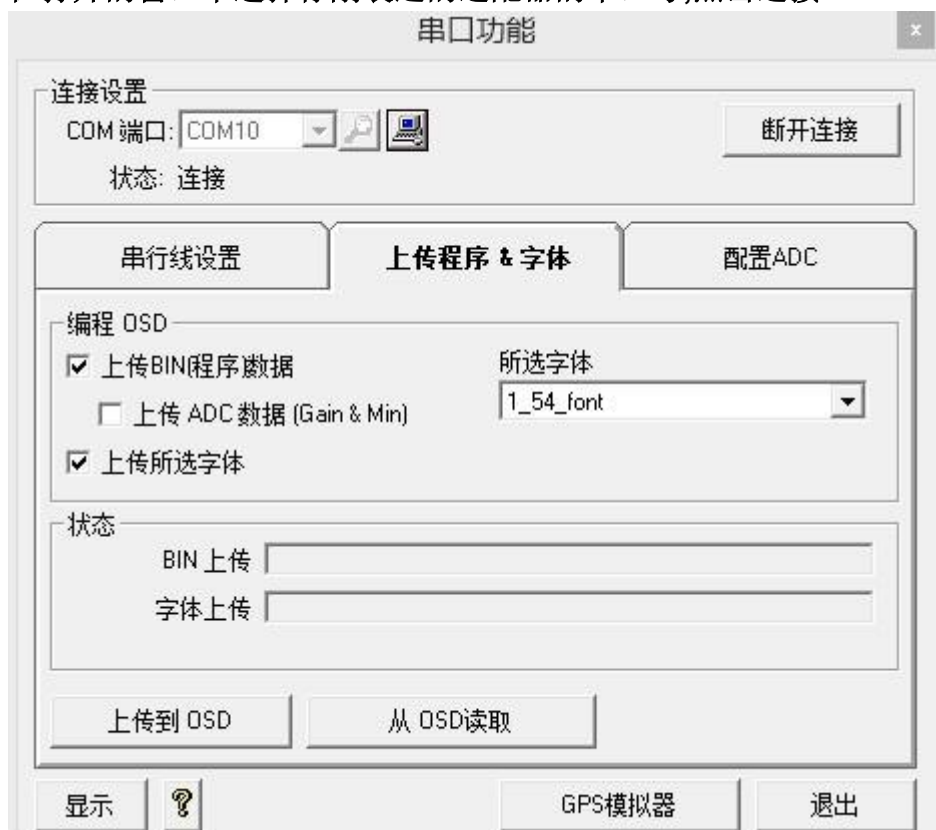 串口功能
x
连接设置
COM 端口: COM10
断开连接
状态: 连接
串行线设置 上传程序 & 字体 配置ADC
编程 OSD
上传BIN(程序)数据 所选字体
上传 ADC 数据 (Gain & Min) 1_54_font
上传所选字体
状态
BIN 上传
字体上传
上传到 OSD 从 OSD读取
显示 ? GPS模拟器 退出